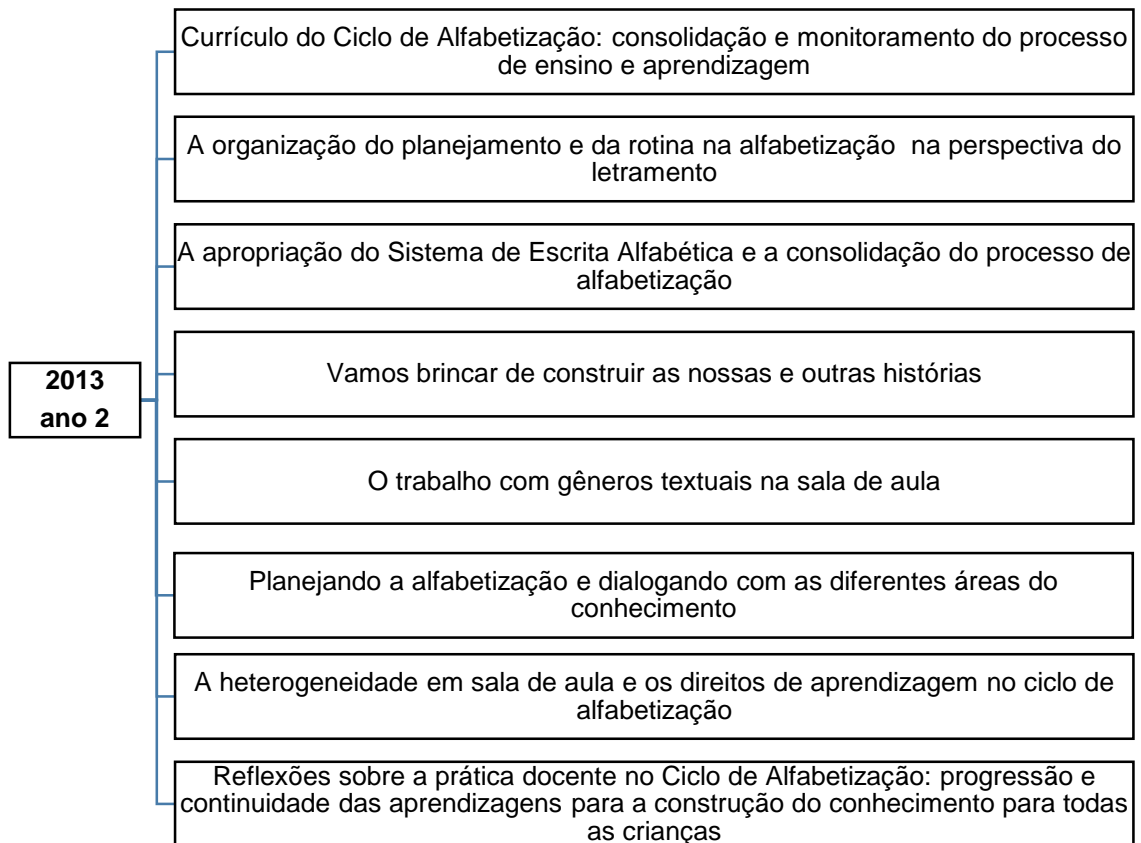 Currículo do Ciclo de Alfabetização: consolidação e monitoramento do processo
de ensino e aprendizagem
A organização do planejamento e da rotina na alfabetização na perspectiva do
letramento
A apropriação do Sistema de Escrita Alfabética e a consolidação do processo de
alfabetização
2013
ano 2
Vamos brincar de construir as nossas e outras histórias
O trabalho com gêneros textuais na sala de aula
Planejando a alfabetização e dialogando com as diferentes áreas do
conhecimento
A heterogeneidade em sala de aula e os direitos de aprendizagem no ciclo de
alfabetização
Reflexões sobre a prática docente no Ciclo de Alfabetização: progressão e
continuidade das aprendizagens para a construção do conhecimento para todas
as crianças